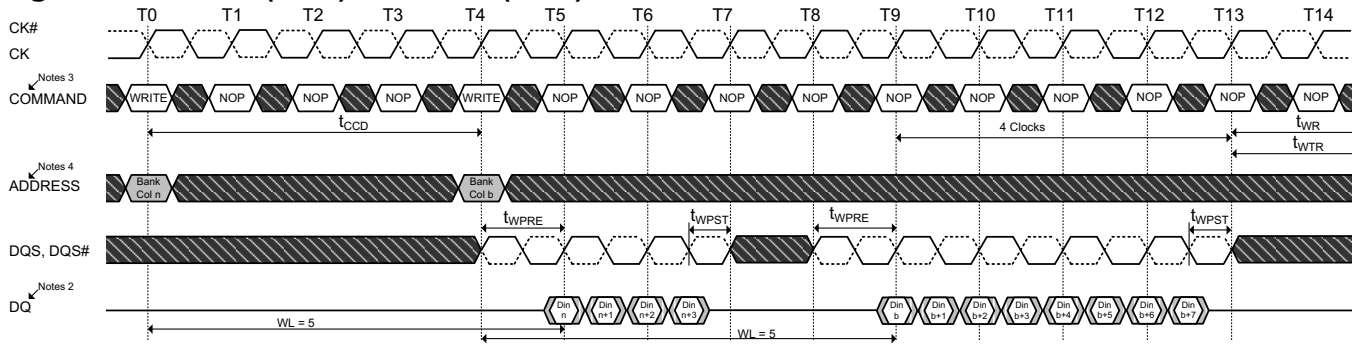 T0 T1 T2 T3 T4 T5 T6 T7 T8 T9 T10 T11 T12 T13 T14
CK#
CK
Notes 3
COMMAND WRITE NOP NOP NOP WRITE NOP NOP NOP NOP NOP NOP NOP NOP NOP NOP
tCCD 4 Clocks tWR
tWTR
Notes 4
ADDRESS Bank Col n Bank Col b
tWPRE tWPST tWPRE tWPST
DQS, DQS#
Notes 2
DQ Din n Din n+1 Din n+2 Din n+3 Din b Din b+1 Din b+2 Din b+3 Din b+4 Din b+5 Din b+6 Din b+7
WL = 5 WL = 5